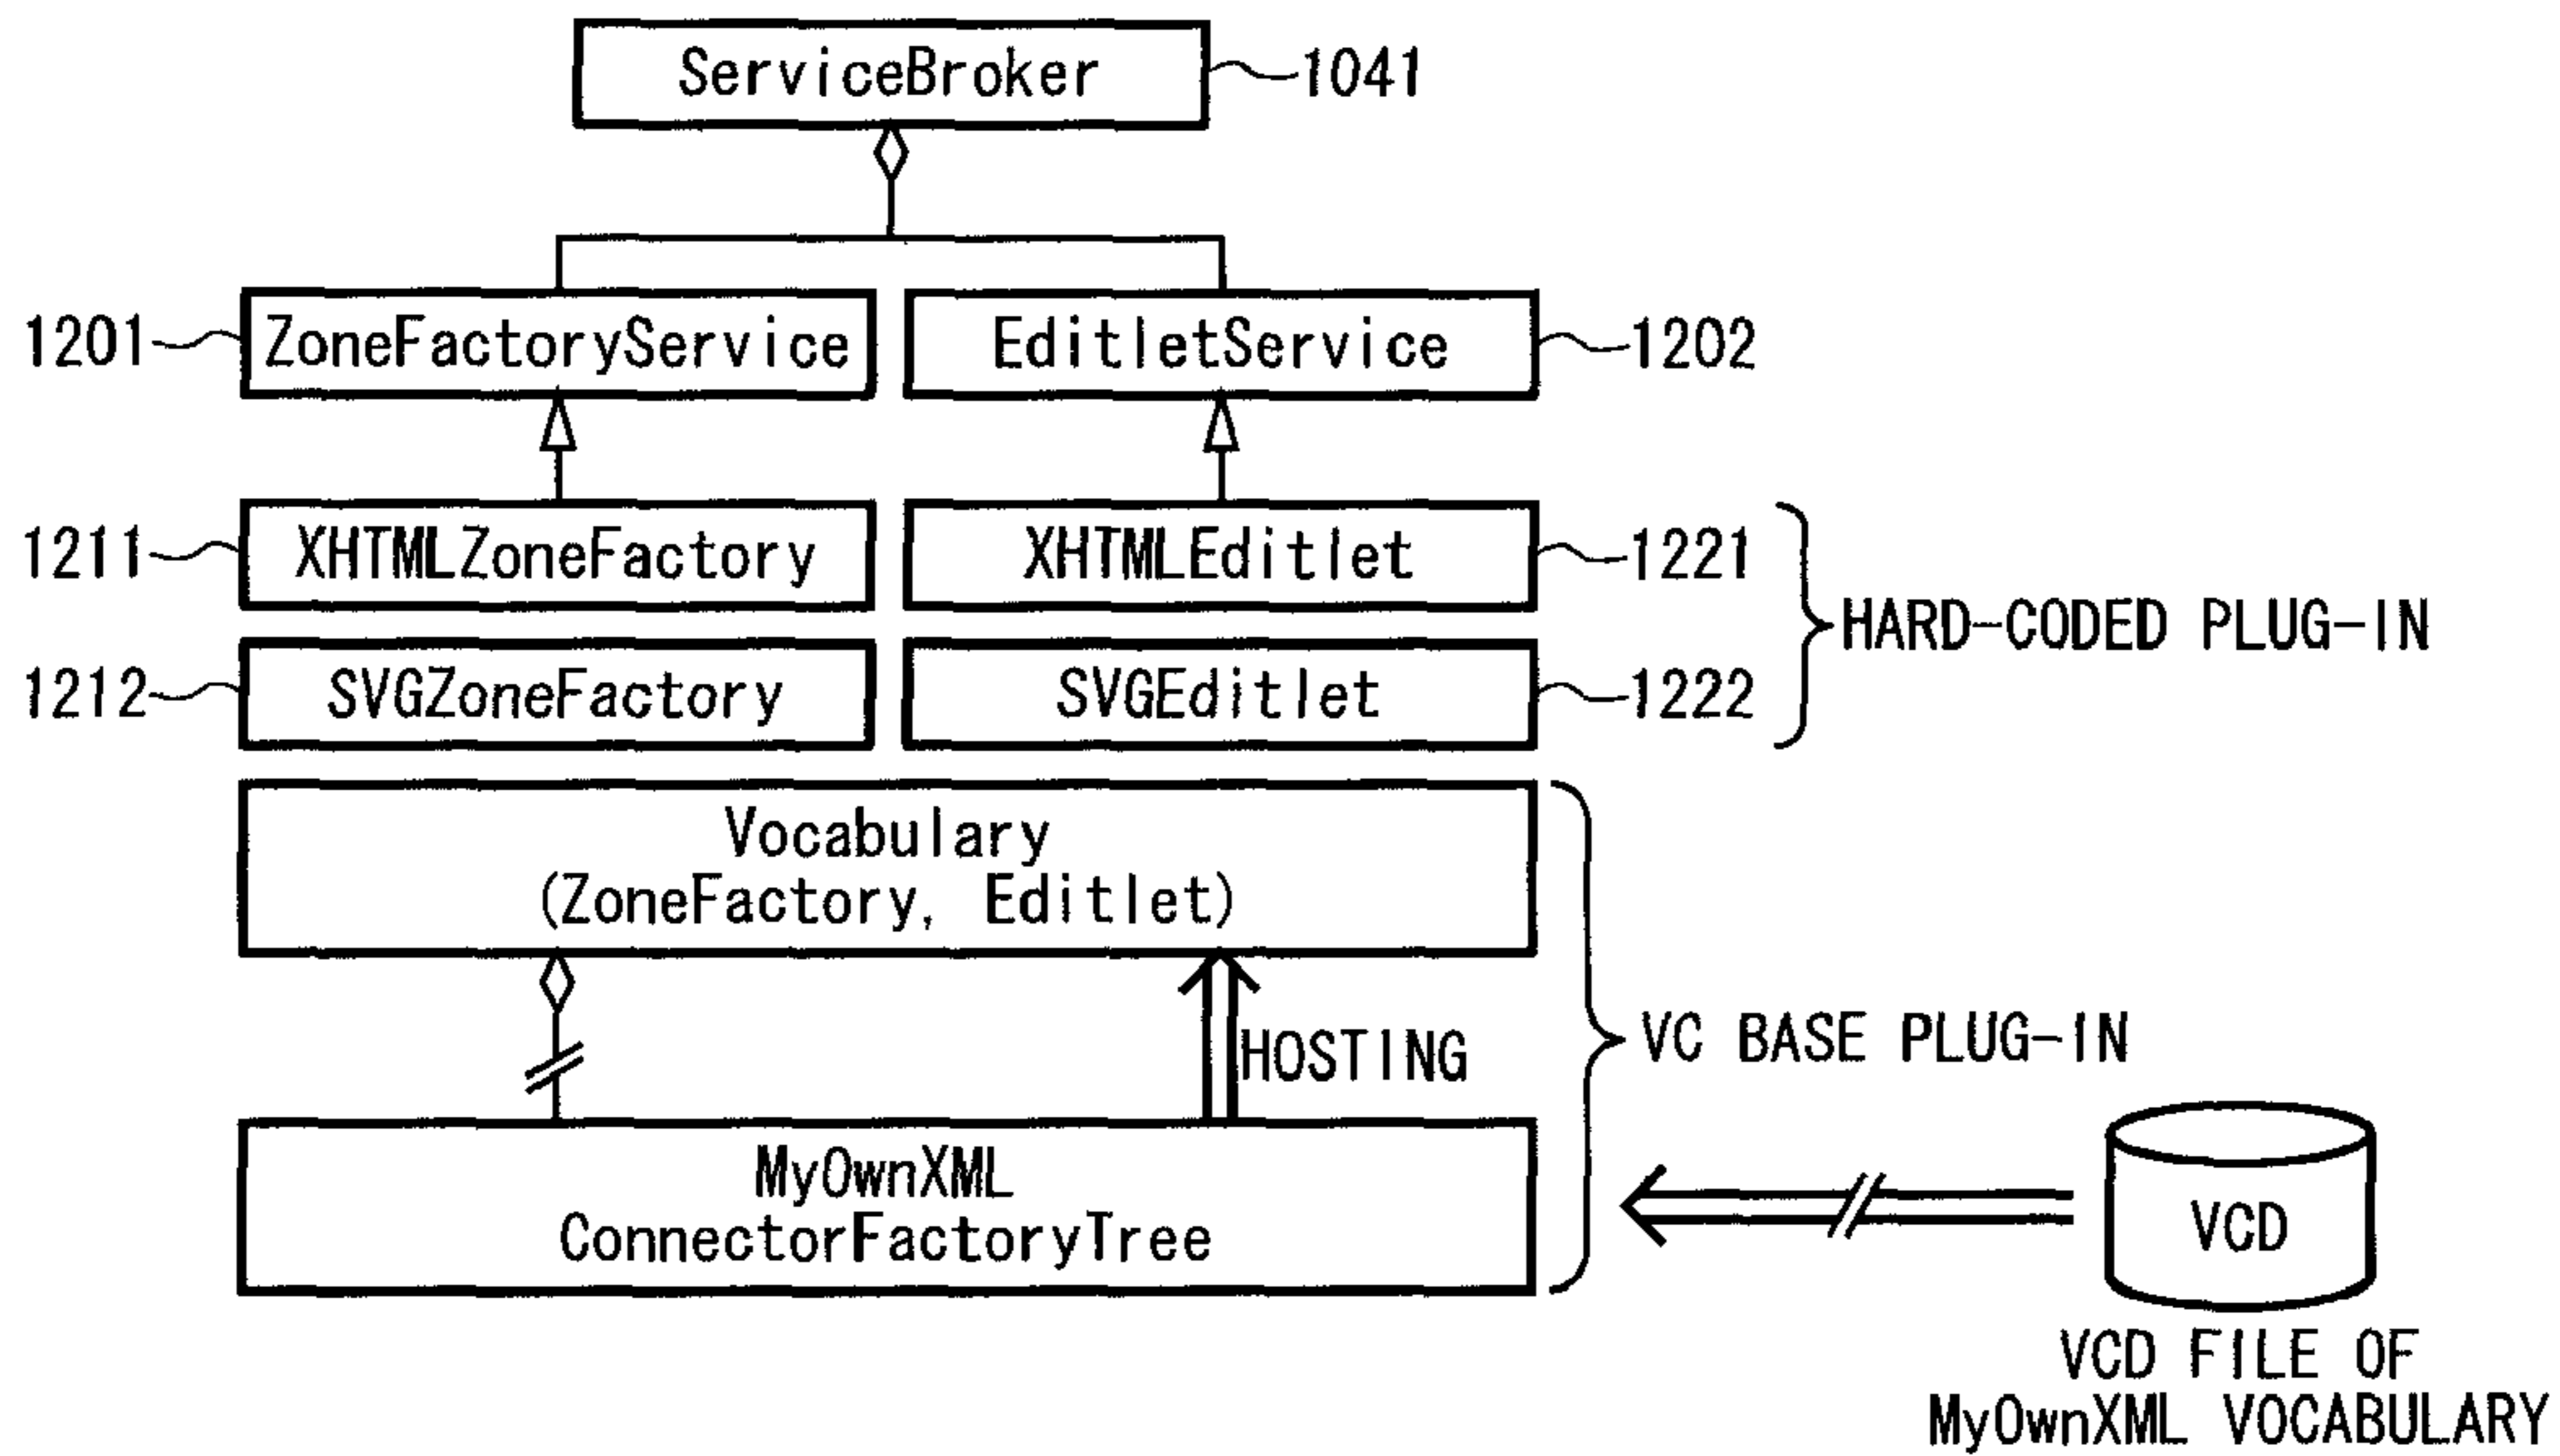 ServiceBroker 1041
1201 ZoneFactoryService EditletService 1202
1211 XHTMLZoneFactory XHTMLEditlet 1221
HARD-CODED PLUG-IN
1212 SVGZoneFactory SVGEditlet 1222
Vocabulary
(ZoneFactory, Editlet)
HOSTING
VC BASE PLUG-IN
MyOwnXML
ConnectorFactoryTree
VCD
VCD FILE OF
MyOwnXML VOCABULARY